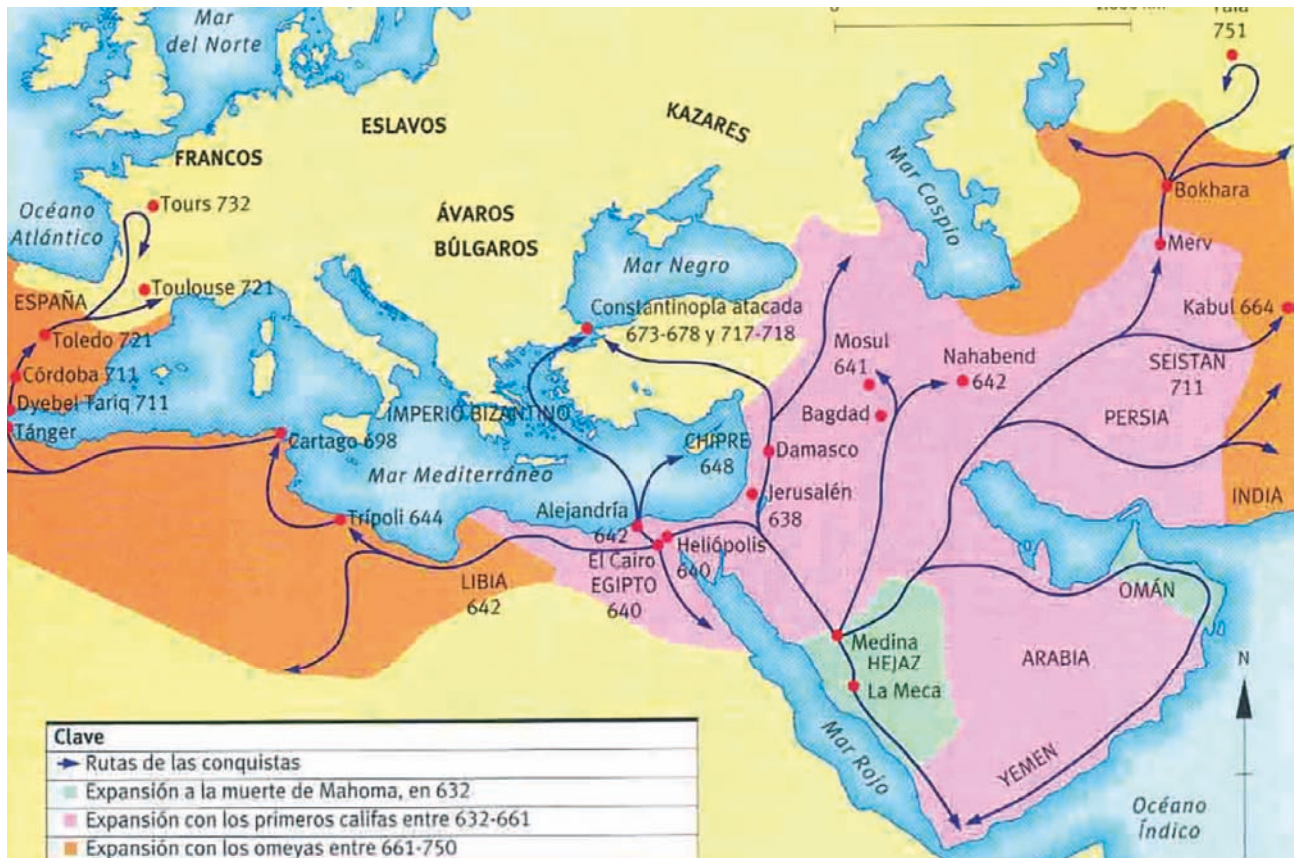 Mar
del Norte
751
ESLAVOS
KAZARES
FRANCOS
Mar Caspio
Bokhara
Océano
Atlántico
Tours 732
ÁVAROS
BÚLGAROS
Mar Negro
Merv
ESPAÑA
Toulouse 721
Constantinopla atacada
673-678 y 717-718
Kabul 664
Toledo 721
Mosul
641
Nahabend
642
SEISTAN
711
Córdoba 711
Dyebel Tariq 711
Tánger
IMPERIO BIZANTINO
Bagdad
PERSIA
Cartago 698
CHIPRE
648
Damasco
Mar Mediterráneo
Jerusalén
638
INDIA
Trípoli 644
Alejandría
642
Heliópolis
640
El Cairo
EGIPTO
640
LIBIA
642
OMÁN
Medina
HEJAZ
ARABIA
La Meca
N
Mar Rojo
YEMEN
Océano
Índico
Clave
Rutas de las conquistas
Expansión a la muerte de Mahoma, en 632
Expansión con los primeros califas entre 632-661
Expansión con los omeyas entre 661-750